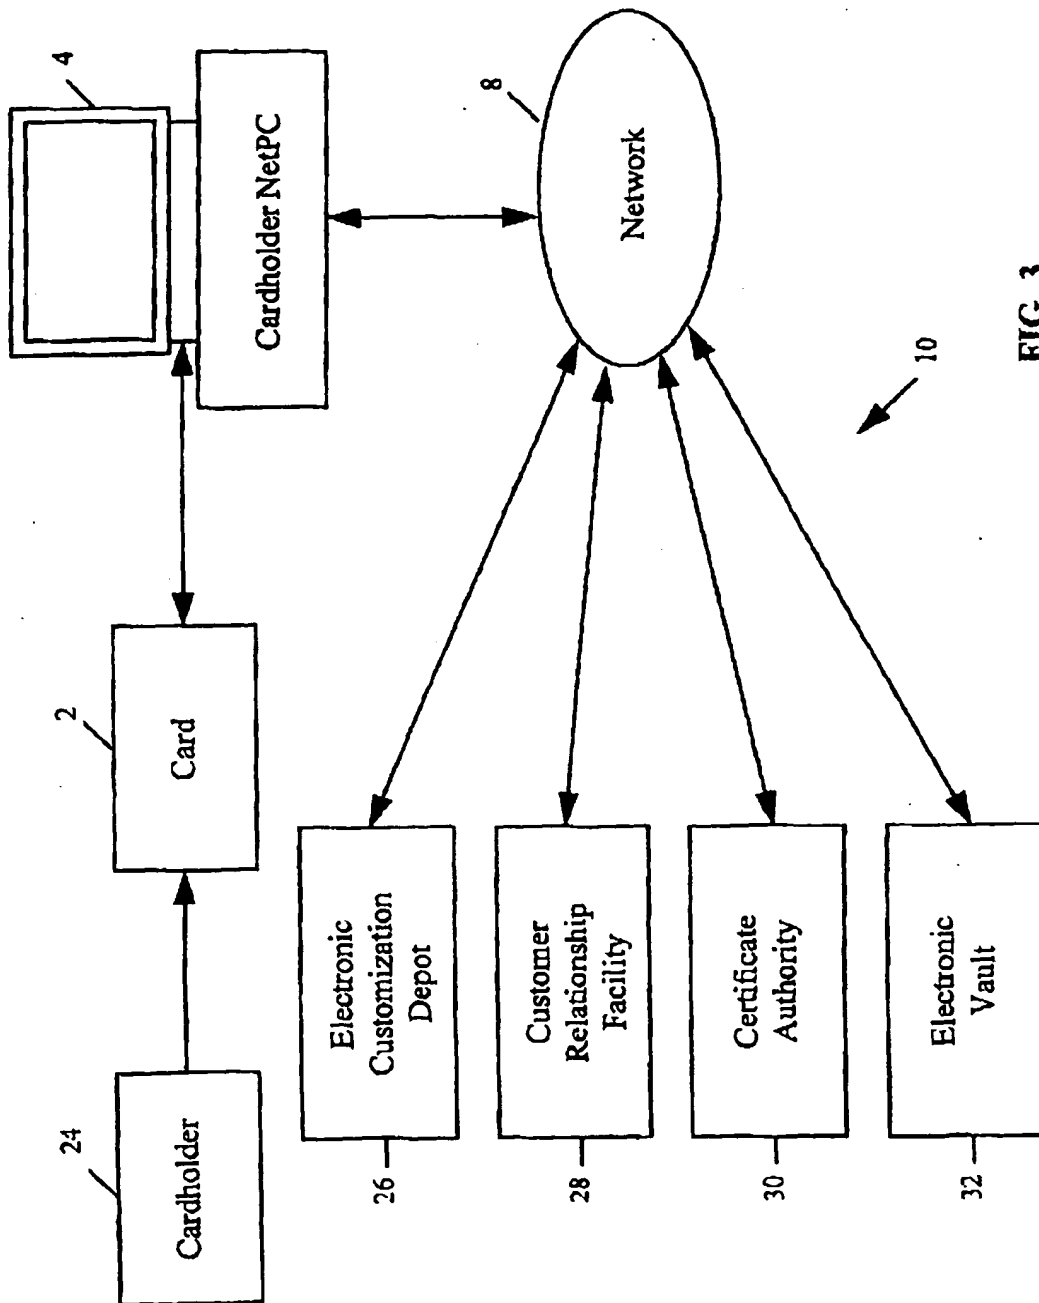 24
Cardholder
2
Card
4
Cardholder NetPC
26
Electronic
Customization
Depot
28
Customer
Relationship
Facility
30
Certificate
Authority
32
Electronic
Vault
8
Network
10
FIG. 3